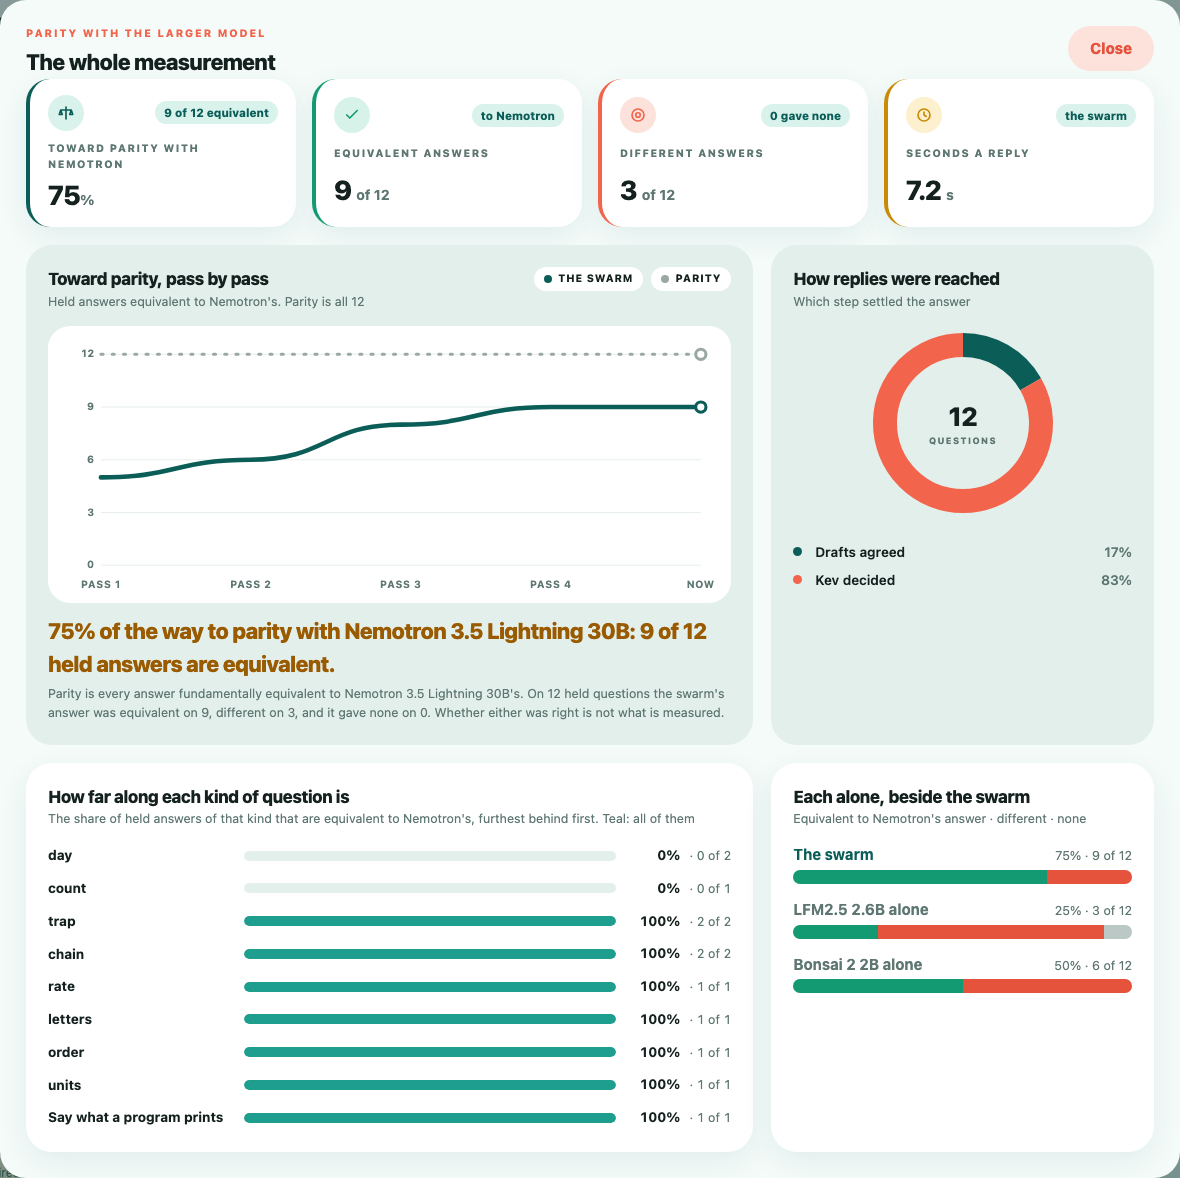 PARITY WITH THE LARGER MODEL
The whole measurement
Close
9 of 12 equivalent
TOWARD PARITY WITH
NEMOTRON
75%
to Nemotron
EQUIVALENT ANSWERS
9 of 12
0 gave none
DIFFERENT ANSWERS
3 of 12
the swarm
SECONDS A REPLY
7.2 s
Toward parity, pass by pass
THE SWARM
PARITY
Held answers equivalent to Nemotron's. Parity is all 12
12
9
6
3
0
PASS 1
PASS 2
PASS 3
PASS 4
NOW
75% of the way to parity with Nemotron 3.5 Lightning 30B: 9 of 12
held answers are equivalent.
Parity is every answer fundamentally equivalent to Nemotron 3.5 Lightning 30B's. On 12 held questions the swarm's
answer was equivalent on 9, different on 3, and it gave none on 0. Whether either was right is not what is measured.
How replies were reached
Which step settled the answer
12
QUESTIONS
Drafts agreed 17%
Kev decided 83%
How far along each kind of question is
The share of held answers of that kind that are equivalent to Nemotron's, furthest behind first. Teal: all of them
day 0% · 0 of 2
count 0% · 0 of 1
trap 100% · 2 of 2
chain 100% · 2 of 2
rate 100% · 1 of 1
letters 100% · 1 of 1
order 100% · 1 of 1
units 100% · 1 of 1
Say what a program prints 100% · 1 of 1
Each alone, beside the swarm
Equivalent to Nemotron's answer · different · none
The swarm 75% · 9 of 12
LFM2.5 2.6B alone 25% · 3 of 12
Bonsai 2 2B alone 50% · 6 of 12